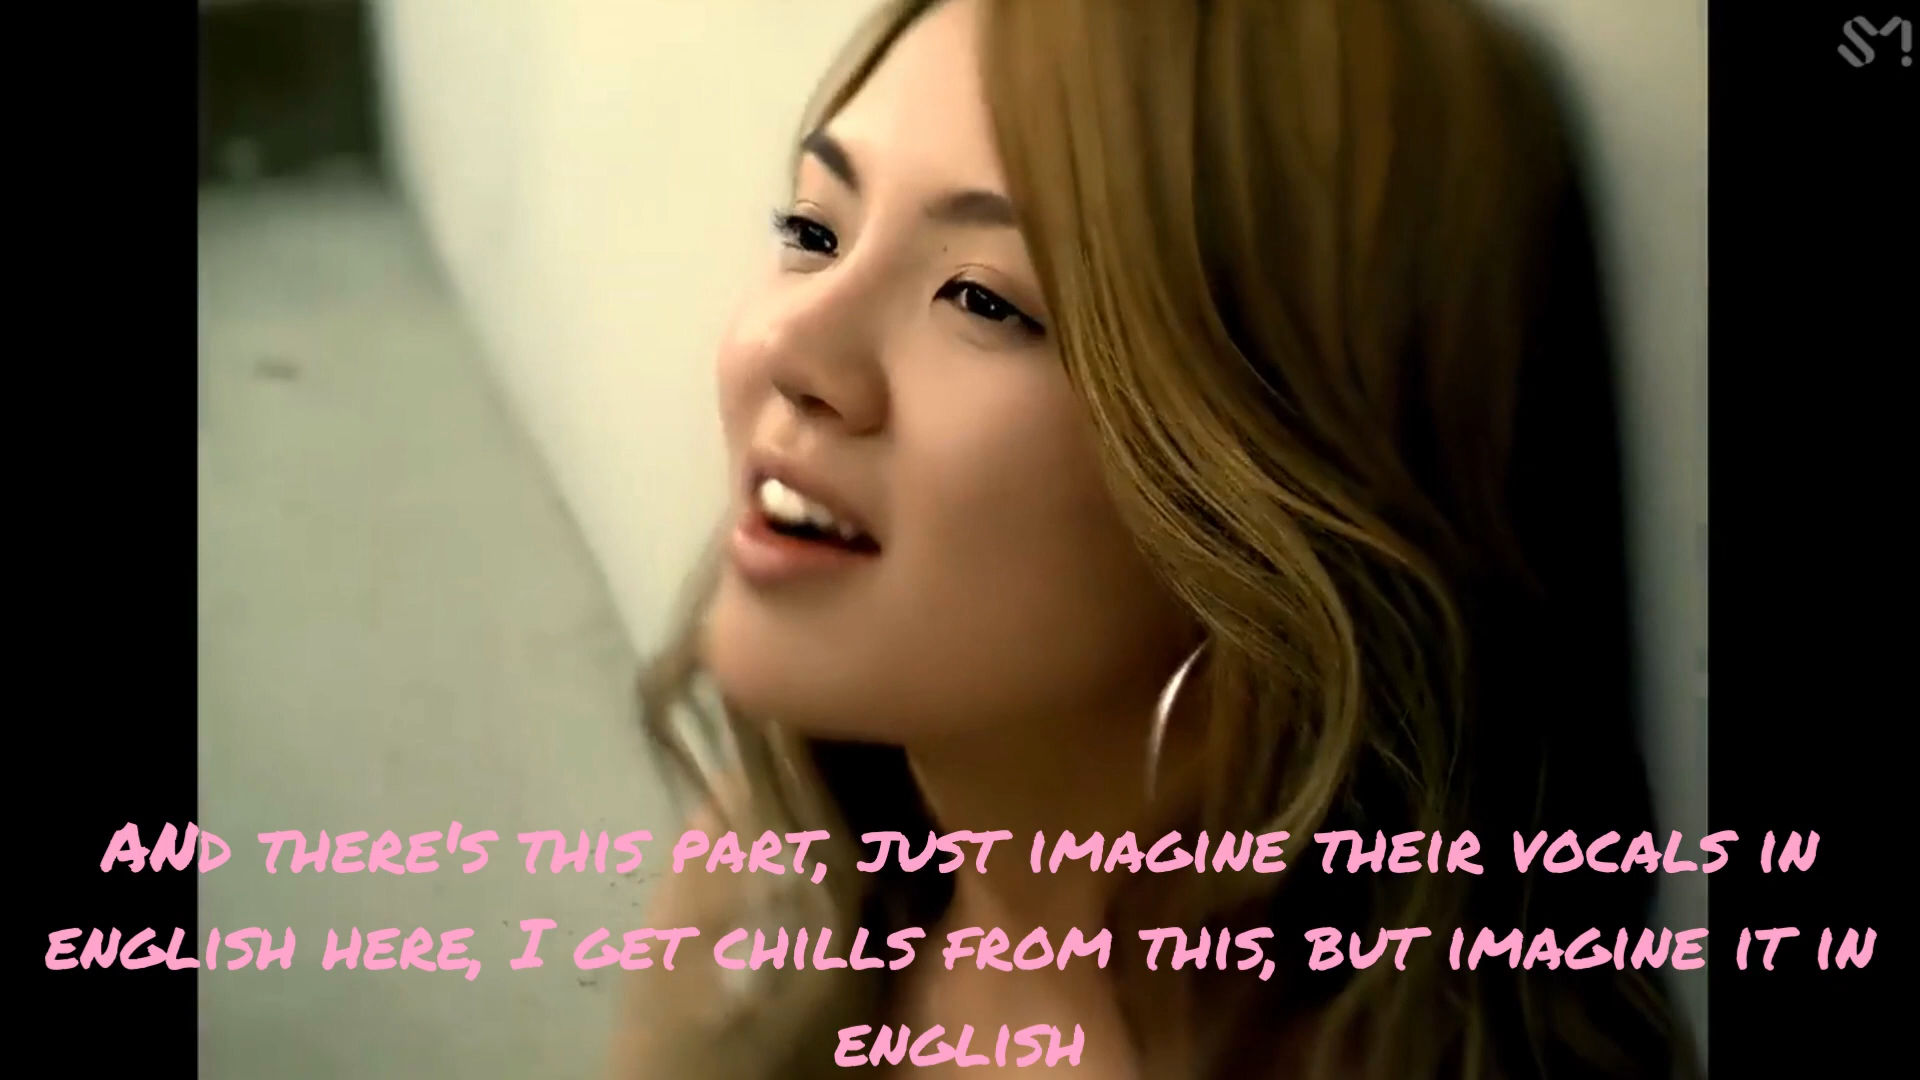 SM!
AND THERE'S THIS PART, JUST IMAGINE THEIR VOCALS IN
ENGLISH HERE, I GET CHILLS FROM THIS, BUT IMAGINE IT IN
ENGLISH